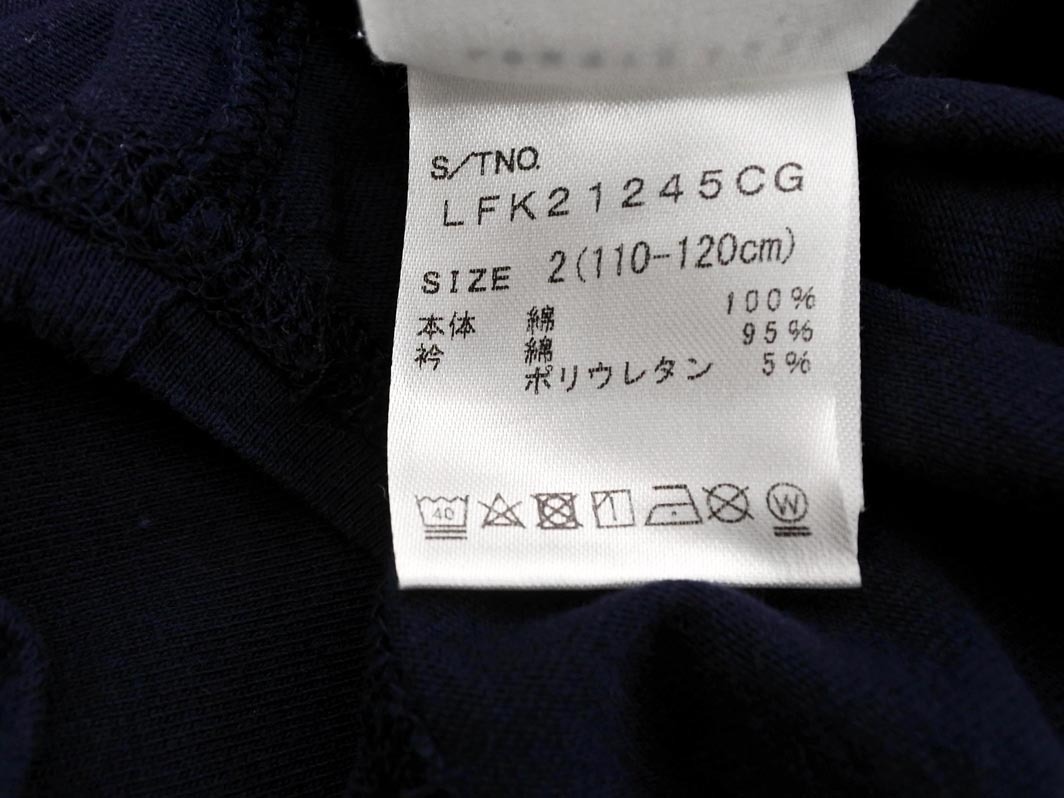 S/TNO.
LFK21245CG
SIZE 2(110-120cm)
本体 綿 100%
衿 綿 95%
ポリウレタン 5%
40
W